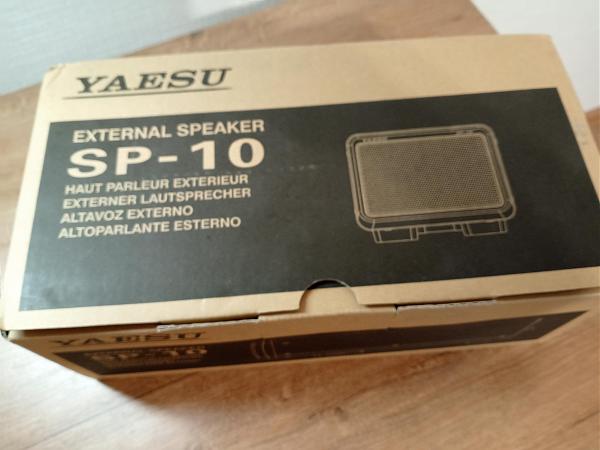 YAESU
EXTERNAL SPEAKER
SP-10
HAUT PARLEUR EXTERIEUR
EXTERNER LAUTSPRECHER
ALTAVOZ EXTERNO
ALTOPARLANTE ESTERNO
YAESU
SP-10